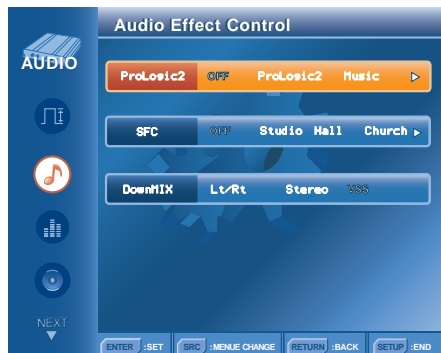 Audio Effect Control
AUDIO
ProLogic2 OFF ProLogic2 Music
SFC OFF Studio Hall Church
DownMIX Lt/Rt Stereo VSS
NEXT
ENTER :SET SRC :MENUE CHANGE RETURN :BACK SETUP :END